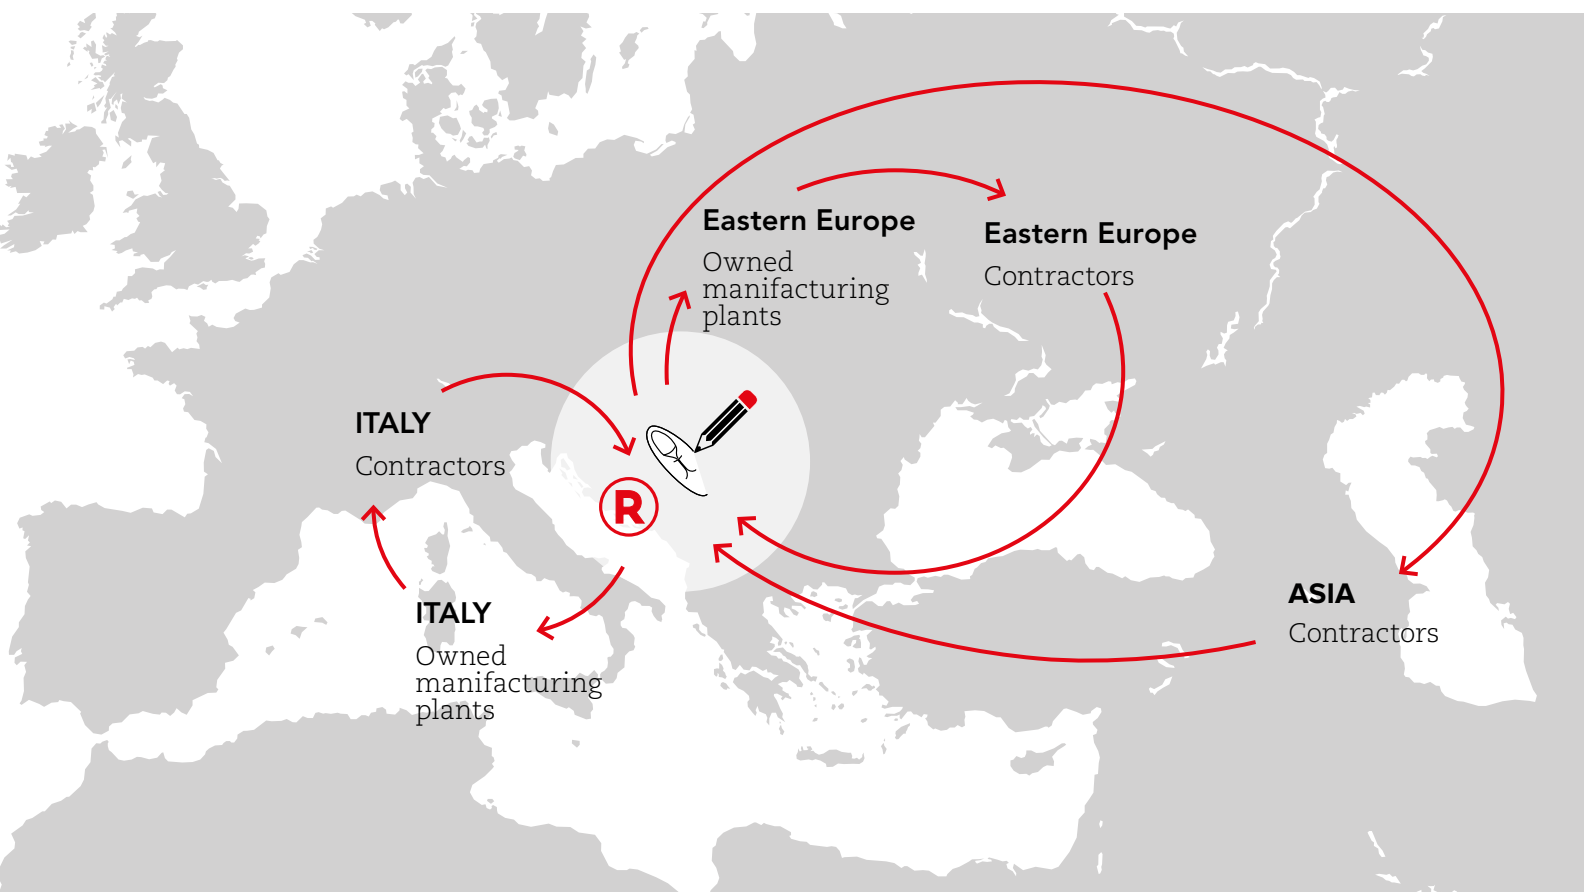 Eastern Europe
Owned
manifacturing
plants
Eastern Europe
Contractors
ITALY
Contractors
R
ITALY
Owned
manifacturing
plants
ASIA
Contractors